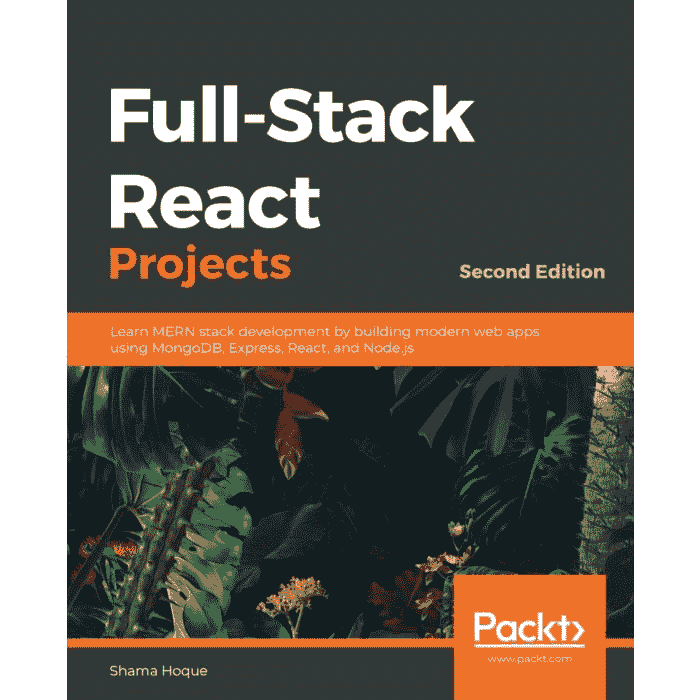 Full-Stack
React
Projects
Second Edition
Learn MERN stack development by building modern web apps
using MongoDB, Express, React, and Node.js
Packt>
www.packt.com
Shama Hoque